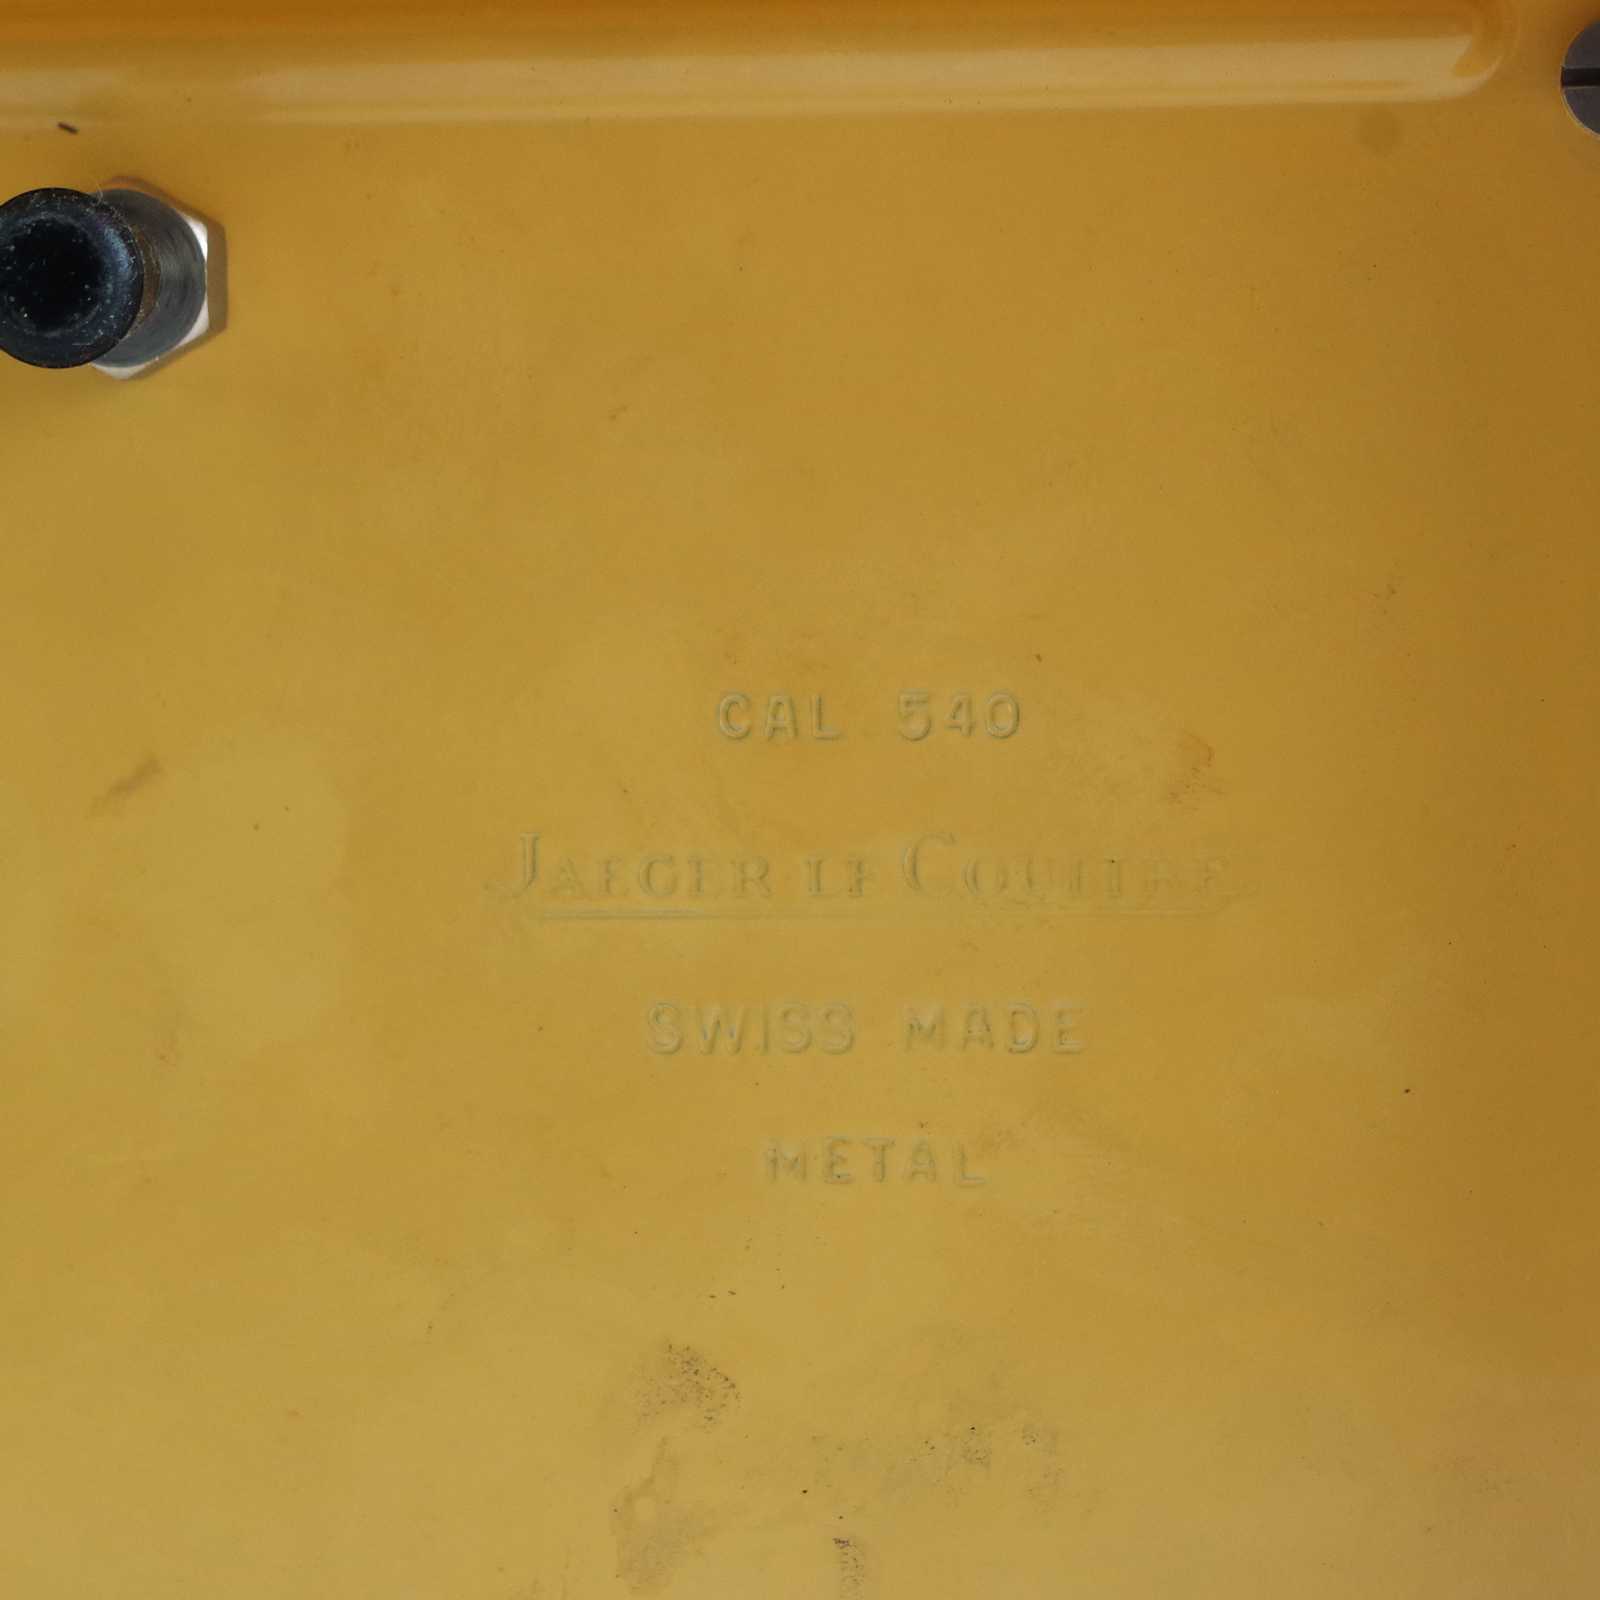 CAL 540
JAEGER LE COULTRE
SWISS MADE
METAL